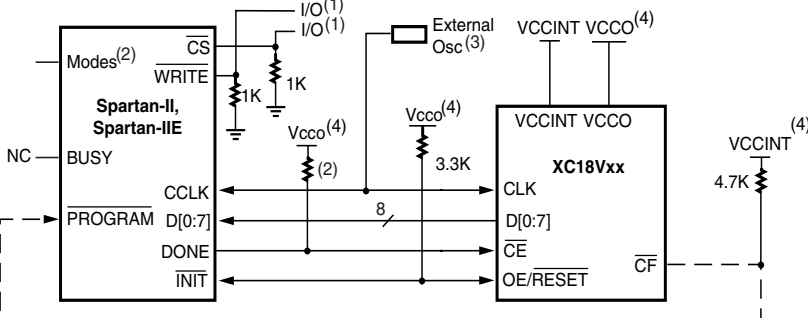 I/O(1)
I/O(1)
External
Osc(3)
VCCINT VCCO(4)
CS
Modes(2)
WRITE
1K
1K
Spartan-II,
Spartan-IIE
Vcco(4)
Vcco(4)
VCCINT VCCO
VCCINT(4)
NC
BUSY
(2)
3.3K
XC18Vxx
4.7K
CCLK
CLK
PROGRAM
D[0:7]
8
D[0:7]
DONE
CE
INIT
OE/RESET
CF